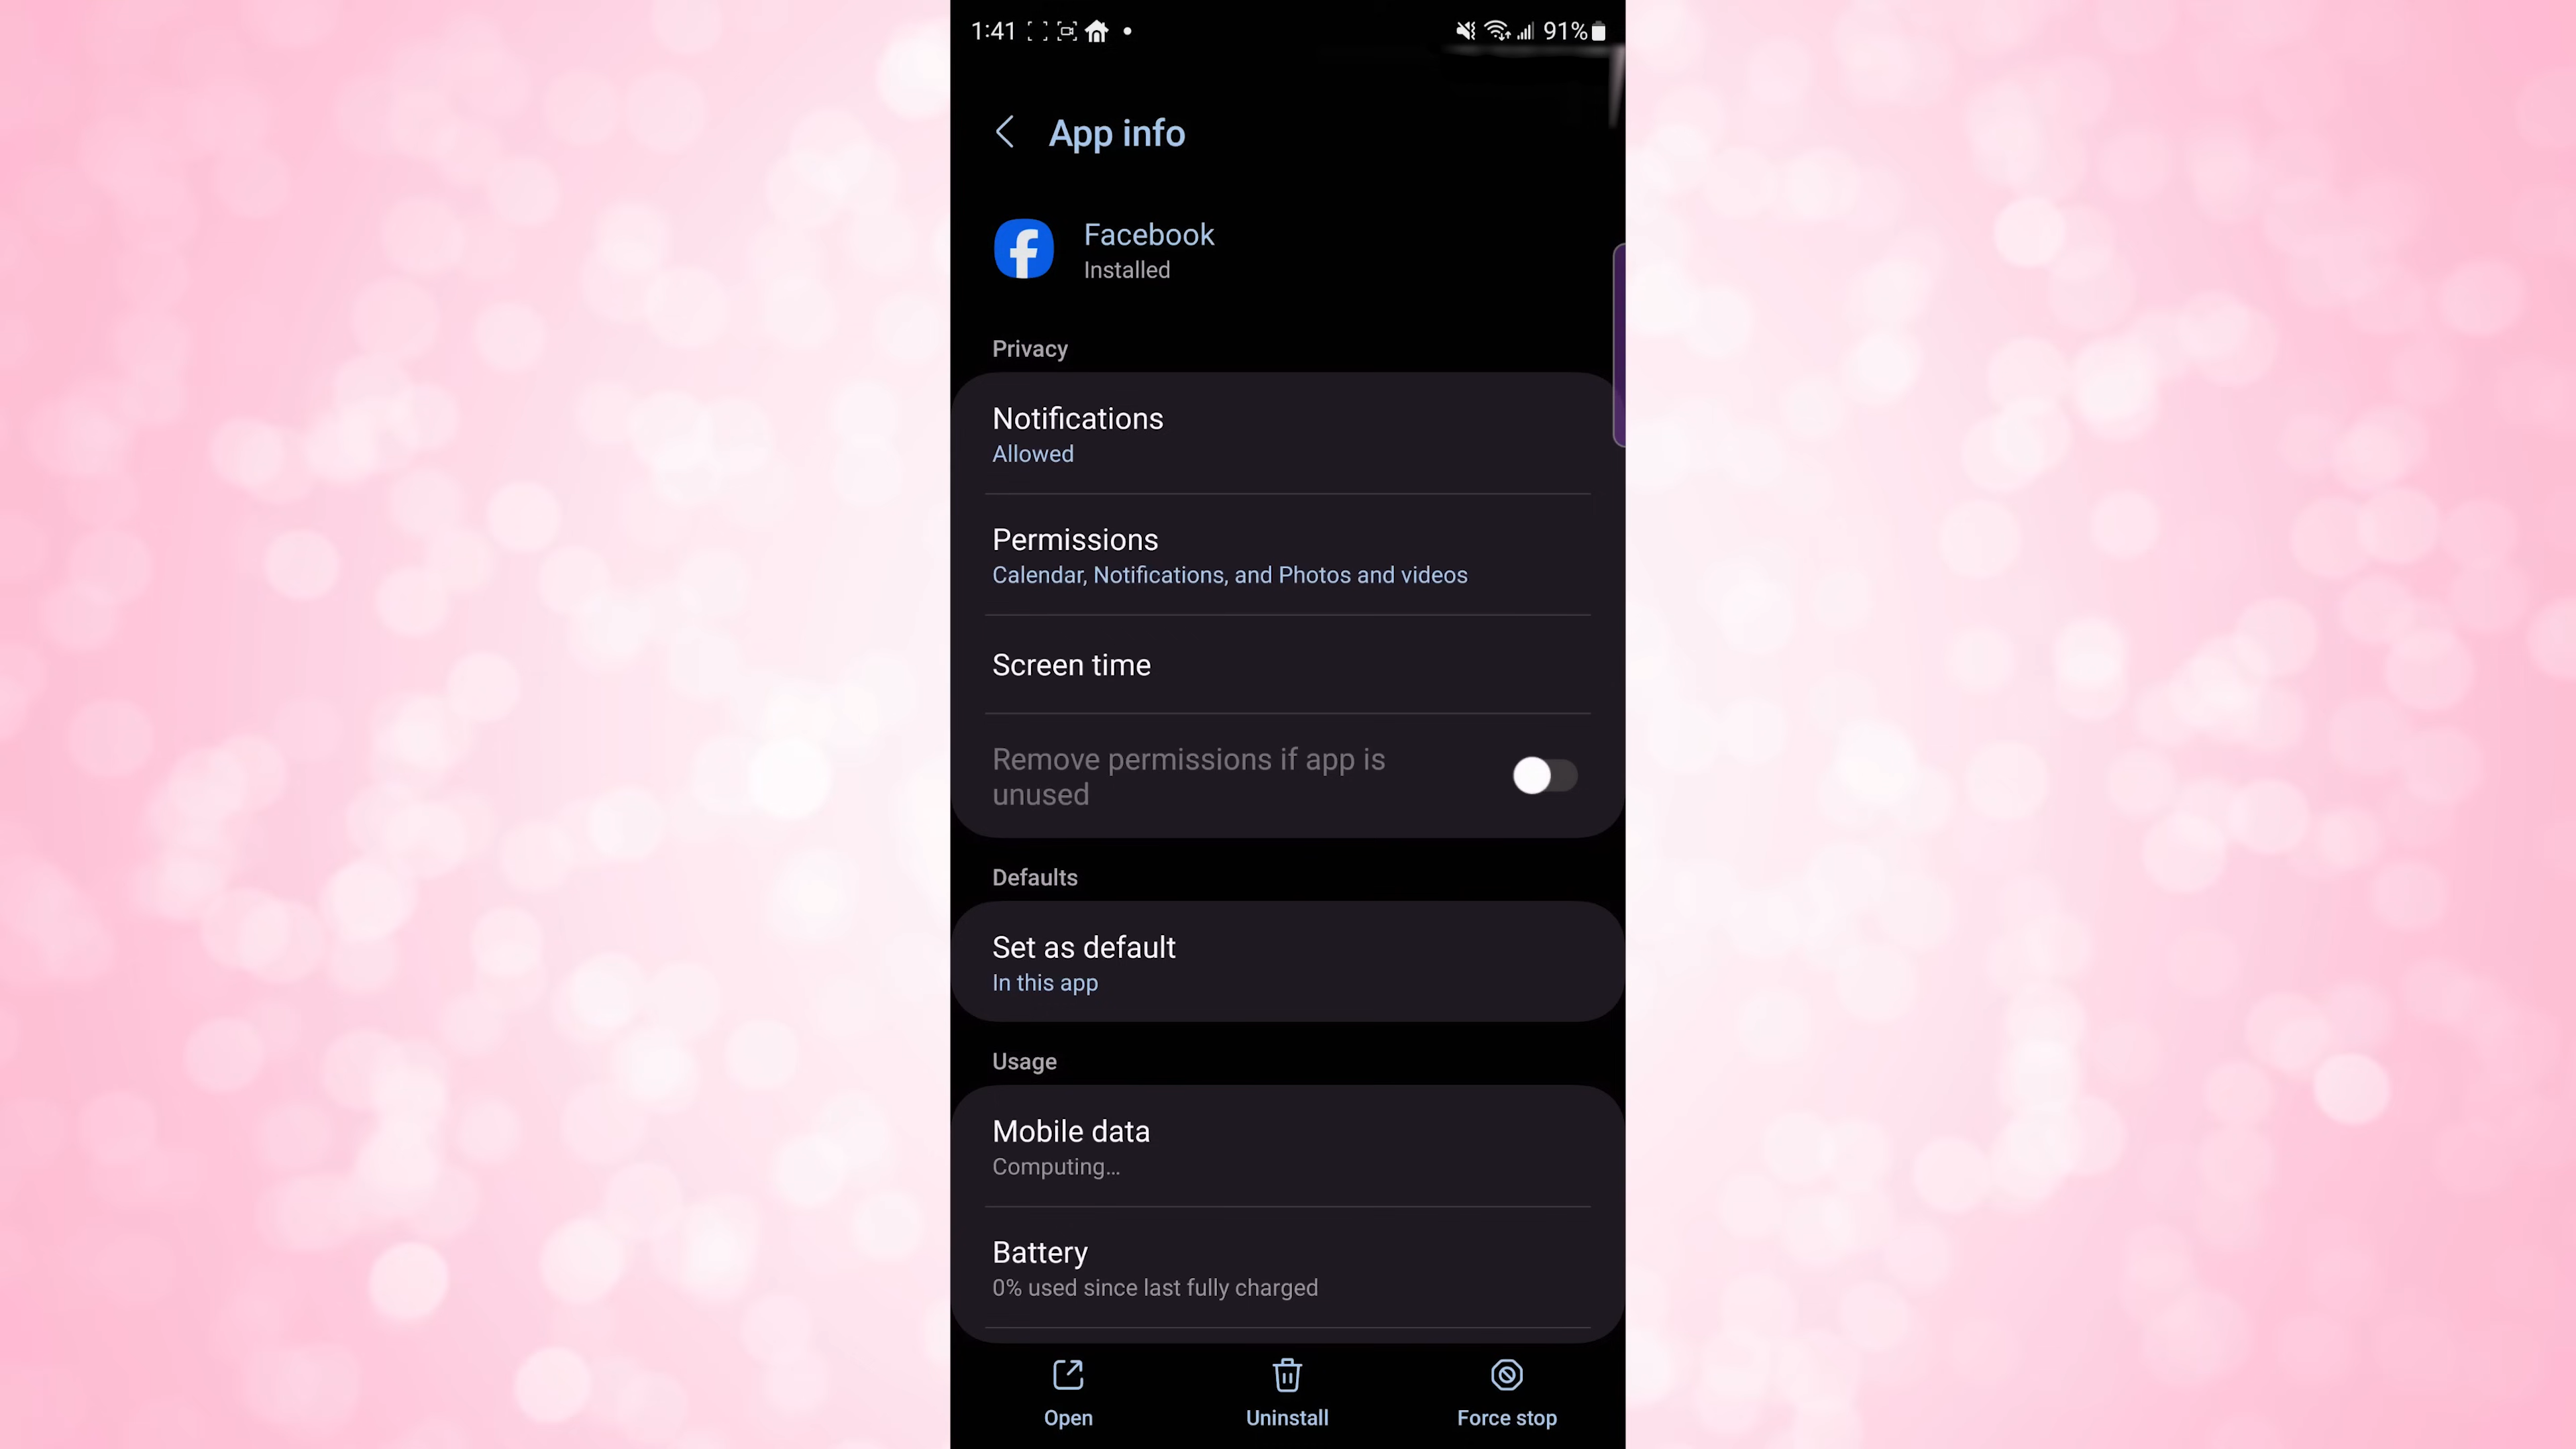 1:41
91%
App info
Facebook
Installed
Privacy
Notifications
Allowed
Permissions
Calendar, Notifications, and Photos and videos
Screen time
Remove permissions if app is
unused
Defaults
Set as default
In this app
Usage
Mobile data
Computing...
Battery
0% used since last fully charged
Open
Uninstall
Force stop